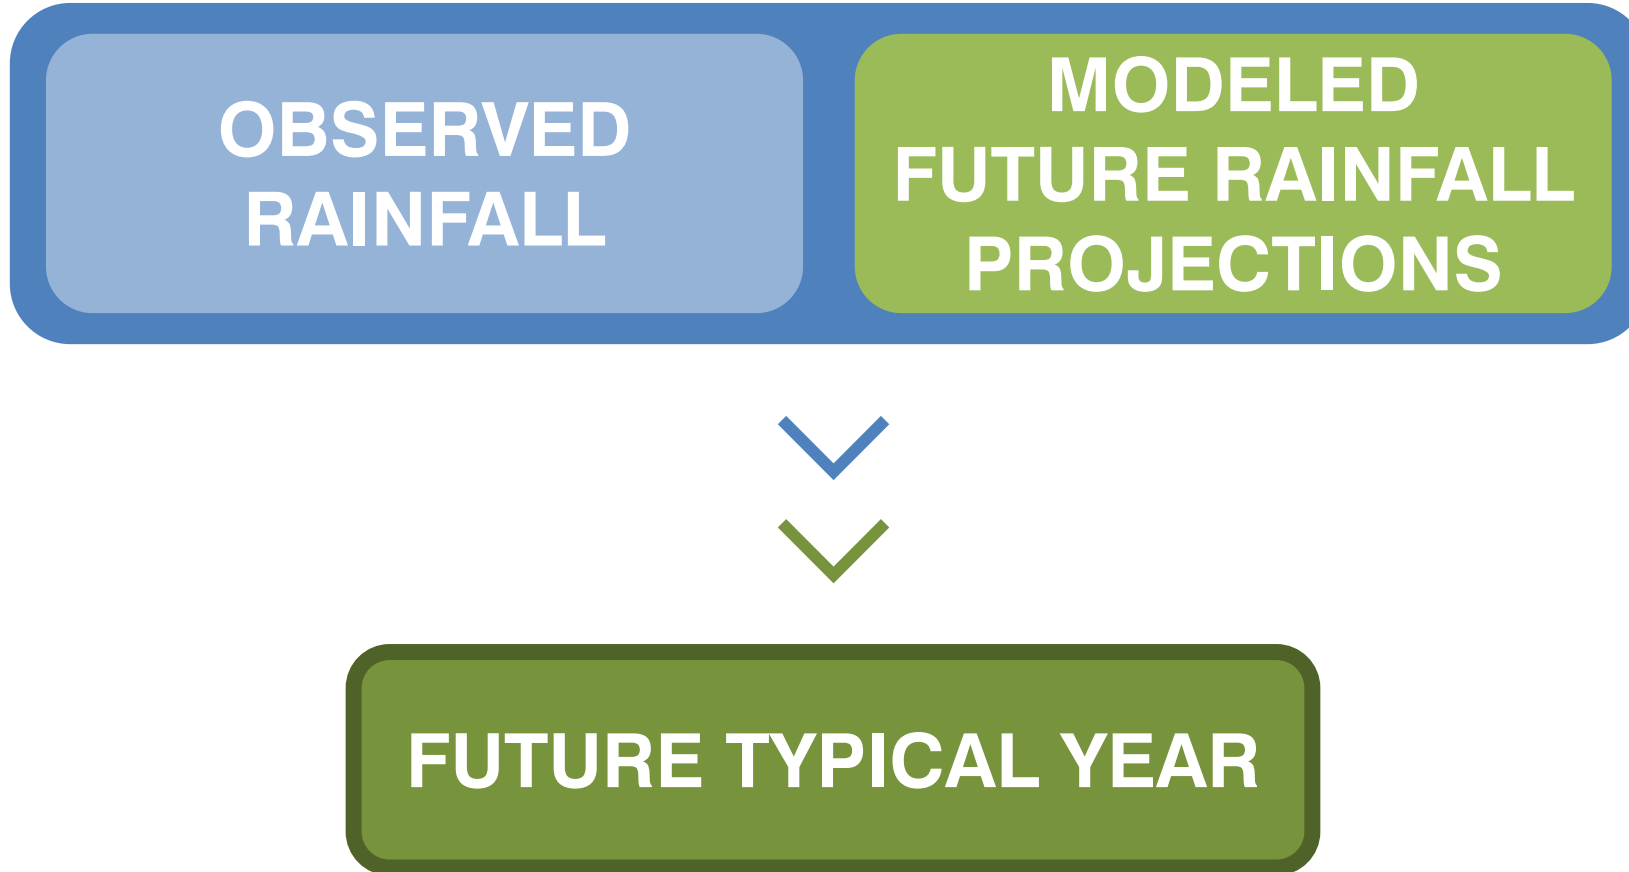 OBSERVED
RAINFALL
MODELED
FUTURE RAINFALL
PROJECTIONS
FUTURE TYPICAL YEAR